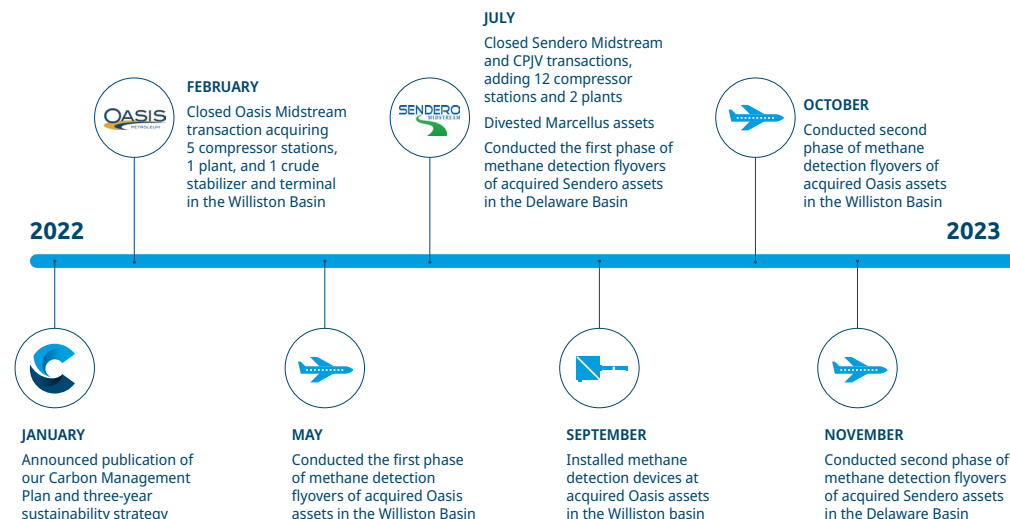 JULY
Closed Sendero Midstream
and CPJV transactions,
adding 12 compressor
stations and 2 plants
Divested Marcellus assets
Conducted the first phase of
methane detection flyovers
of acquired Sendero assets
in the Delaware Basin
FEBRUARY
Closed Oasis Midstream
transaction acquiring
5 compressor stations,
1 plant, and 1 crude
stabilizer and terminal
in the Williston Basin
OCTOBER
Conducted second
phase of methane
detection flyovers of
acquired Oasis assets
in the Williston Basin
OASIS
PETROLEUM
SENDERO
MIDSTREAM
2022
2023
JANUARY
Announced publication of
our Carbon Management
Plan and three-year
sustainability strategy
MAY
Conducted the first phase
of methane detection
flyovers of acquired Oasis
assets in the Williston Basin
SEPTEMBER
Installed methane
detection devices at
acquired Oasis assets
in the Williston basin
NOVEMBER
Conducted second phase of
methane detection flyovers
of acquired Sendero assets
in the Delaware Basin